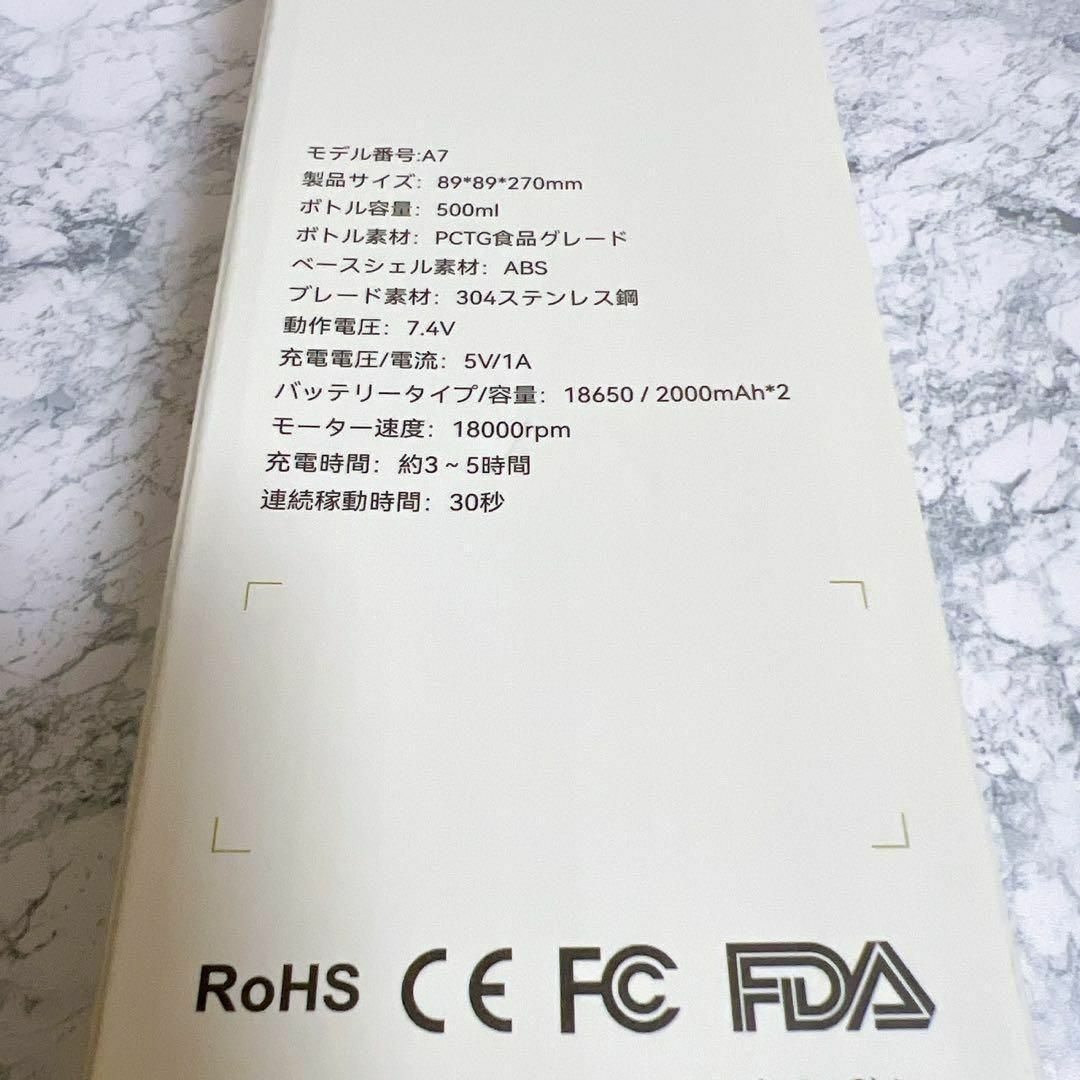 モデル番号:A7
製品サイズ: 89*89*270mm
ボトル容量: 500ml
ボトル素材: PCTG食品グレード
ベースシェル素材: ABS
ブレード素材: 304ステンレス鋼
動作電圧: 7.4V
充電電圧/電流: 5V/1A
バッテリータイプ/容量: 18650 / 2000mAh*2
モーター速度: 18000rpm
充電時間: 約3 ~ 5時間
連続稼動時間: 30秒
RoHS CE FC FDA